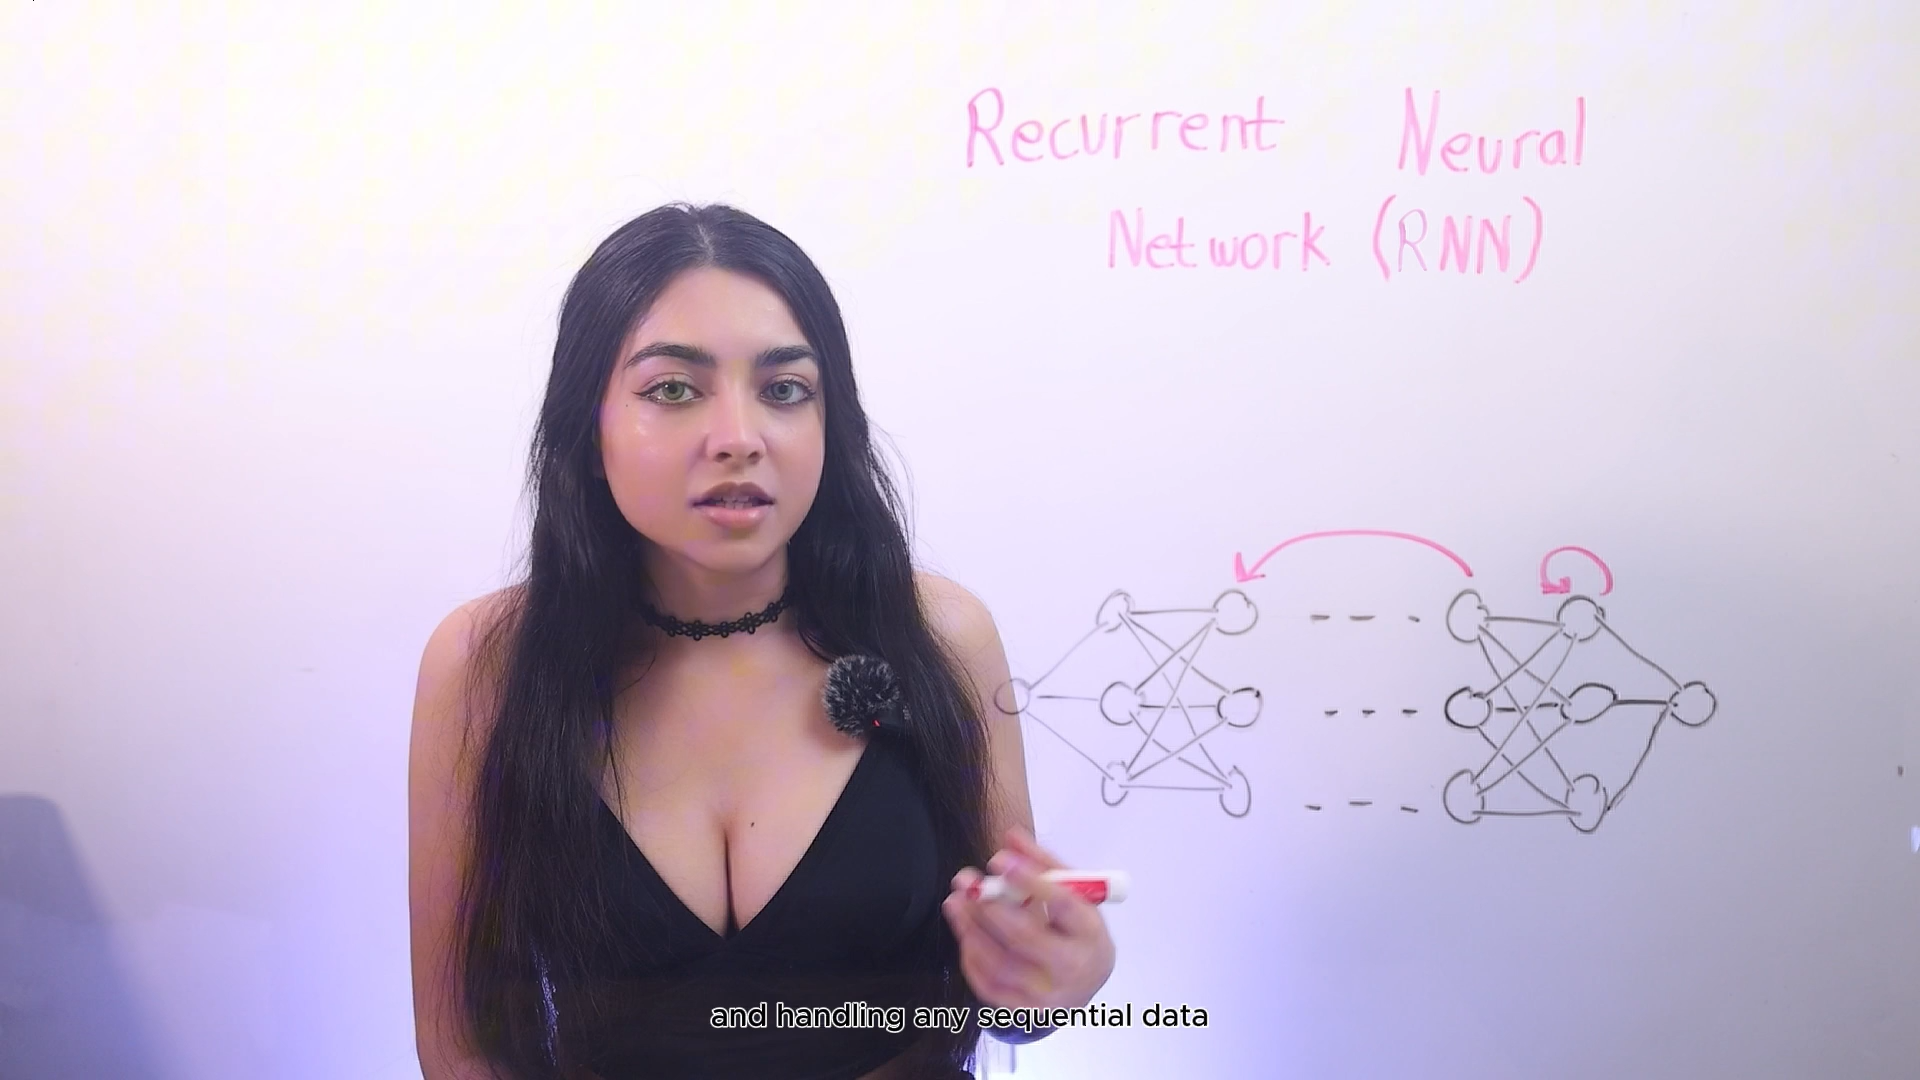 Recurrent Neural
Network (RNN)
and handling any sequential data